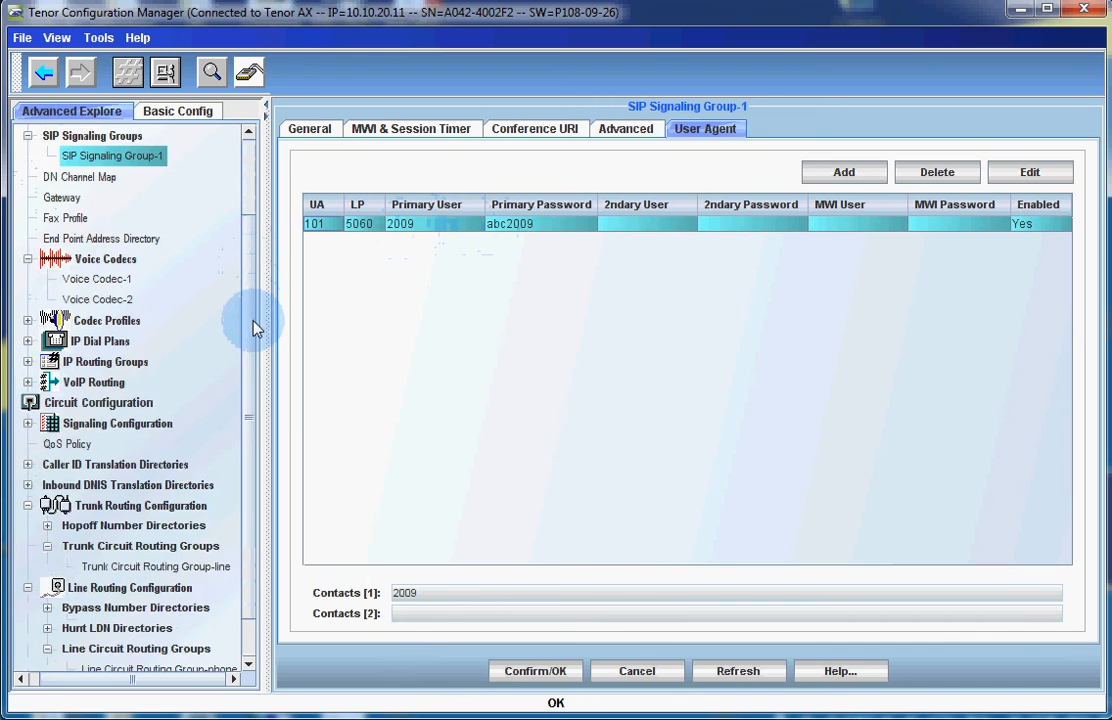 Tenor Configuration Manager (Connected to Tenor AX -- IP=10.10.20.11 -- SN=A042-4002F2 -- SW=P108-09-26)
File View Tools Help
Advanced Explore Basic Config
SIP Signaling Groups
SIP Signaling Group-1
DN Channel Map
Gateway
Fax Profile
End Point Address Directory
Voice Codecs
Voice Codec-1
Voice Codec-2
Codec Profiles
IP Dial Plans
IP Routing Groups
VoIP Routing
Circuit Configuration
Signaling Configuration
QoS Policy
Caller ID Translation Directories
Inbound DNIS Translation Directories
Trunk Routing Configuration
Hopoff Number Directories
Trunk Circuit Routing Groups
Trunk Circuit Routing Group-line
Line Routing Configuration
Bypass Number Directories
Hunt LDN Directories
Line Circuit Routing Groups
Line Circuit Routing Group-phone
SIP Signaling Group-1
General MWI & Session Timer Conference URI Advanced User Agent
Add Delete Edit
UA LP Primary User Primary Password 2ndary User 2ndary Password MWI User MWI Password Enabled
101 5060 2009 abc2009 Yes
Contacts [1]: 2009
Contacts [2]:
Confirm/OK Cancel Refresh Help...
OK